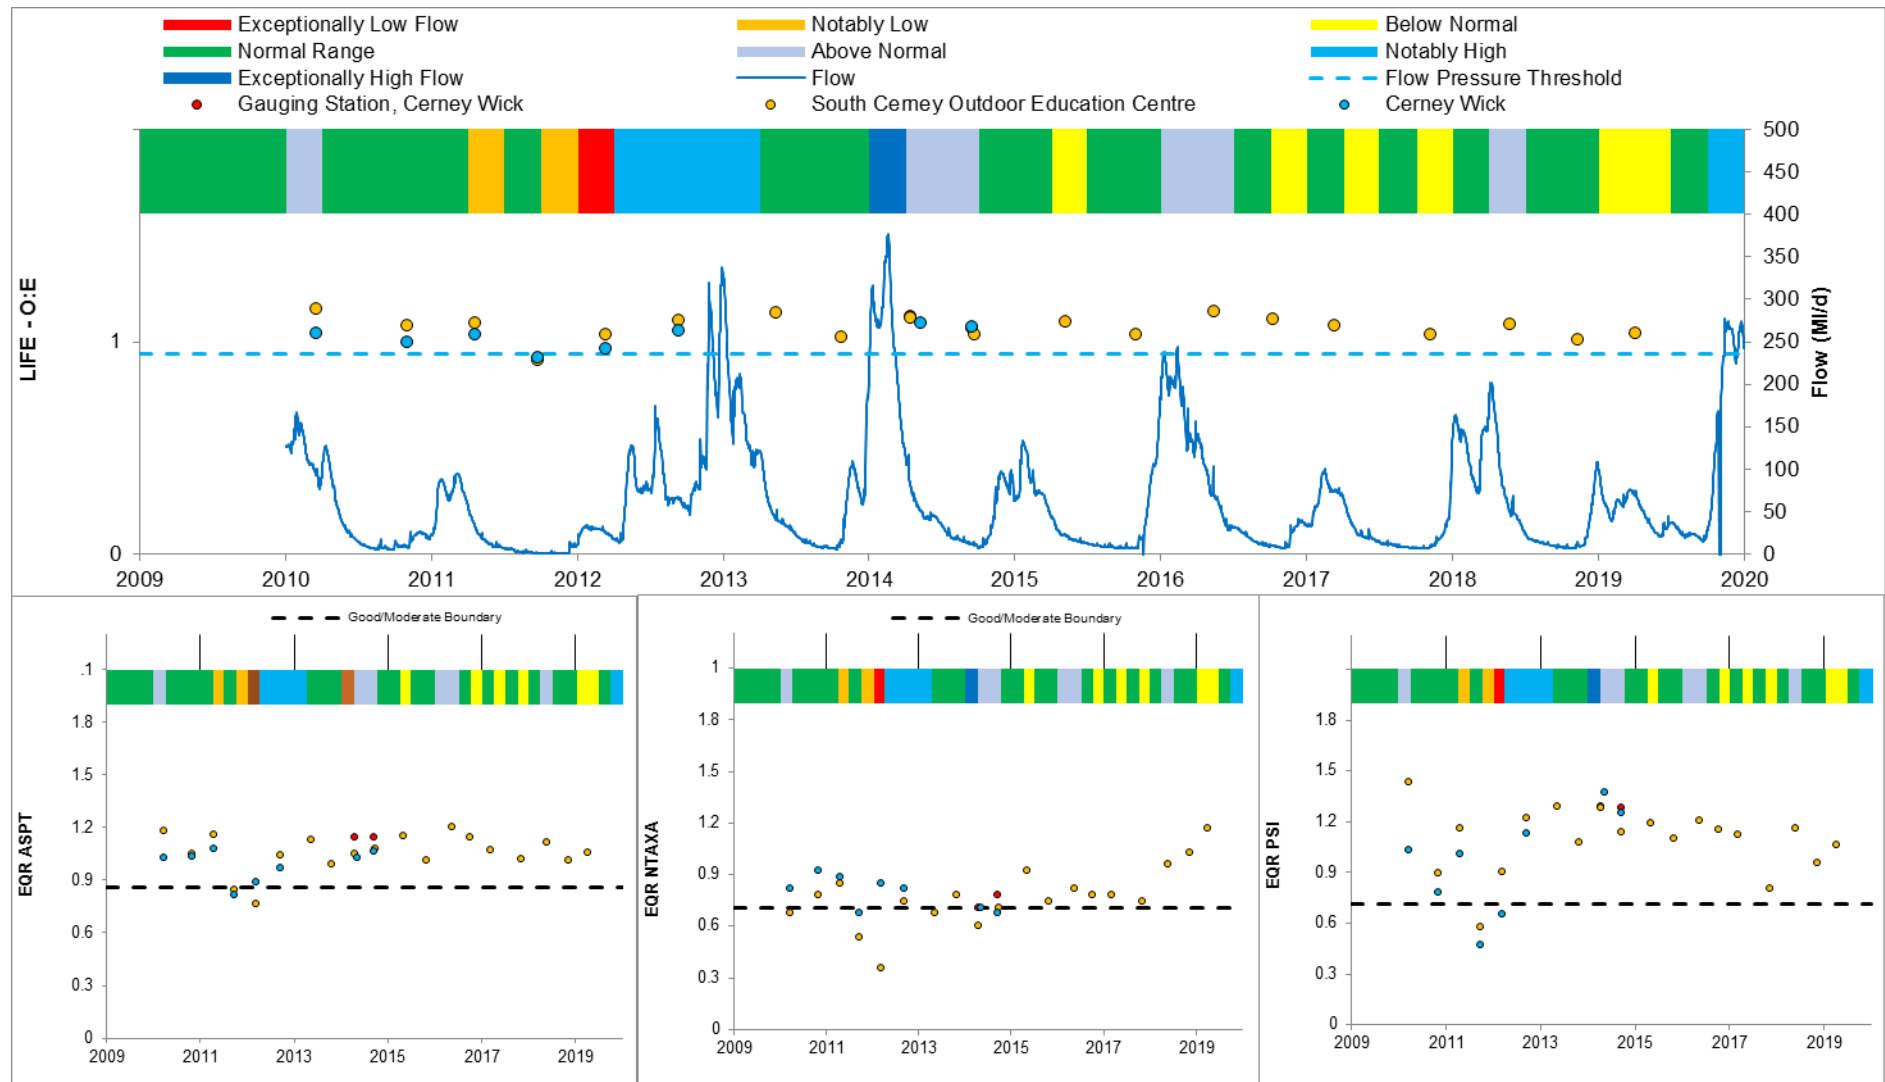 Exceptionally Low Flow Notably Low Below Normal
Normal Range Above Normal Notably High
Exceptionally High Flow Flow Flow Pressure Threshold
Gauging Station, Cerney Wick South Cerney Outdoor Education Centre Cerney Wick
LIFE - O:E
1
0
500
450
400
350
300
250
200
150
100
50
0
Flow (Ml/d)
2009 2010 2011 2012 2013 2014 2015 2016 2017 2018 2019 2020
Good/Moderate Boundary
EQR ASPT
.1
1.8
1.5
1.2
0.9
0.6
0.3
0
2009 2011 2013 2015 2017 2019
Good/Moderate Boundary
EQR NTAXA
1
1.8
1.5
1.2
0.9
0.6
0.3
0
2009 2011 2013 2015 2017 2019
EQR PSI
1.8
1.5
1.2
0.9
0.6
0.3
0
2009 2011 2013 2015 2017 2019